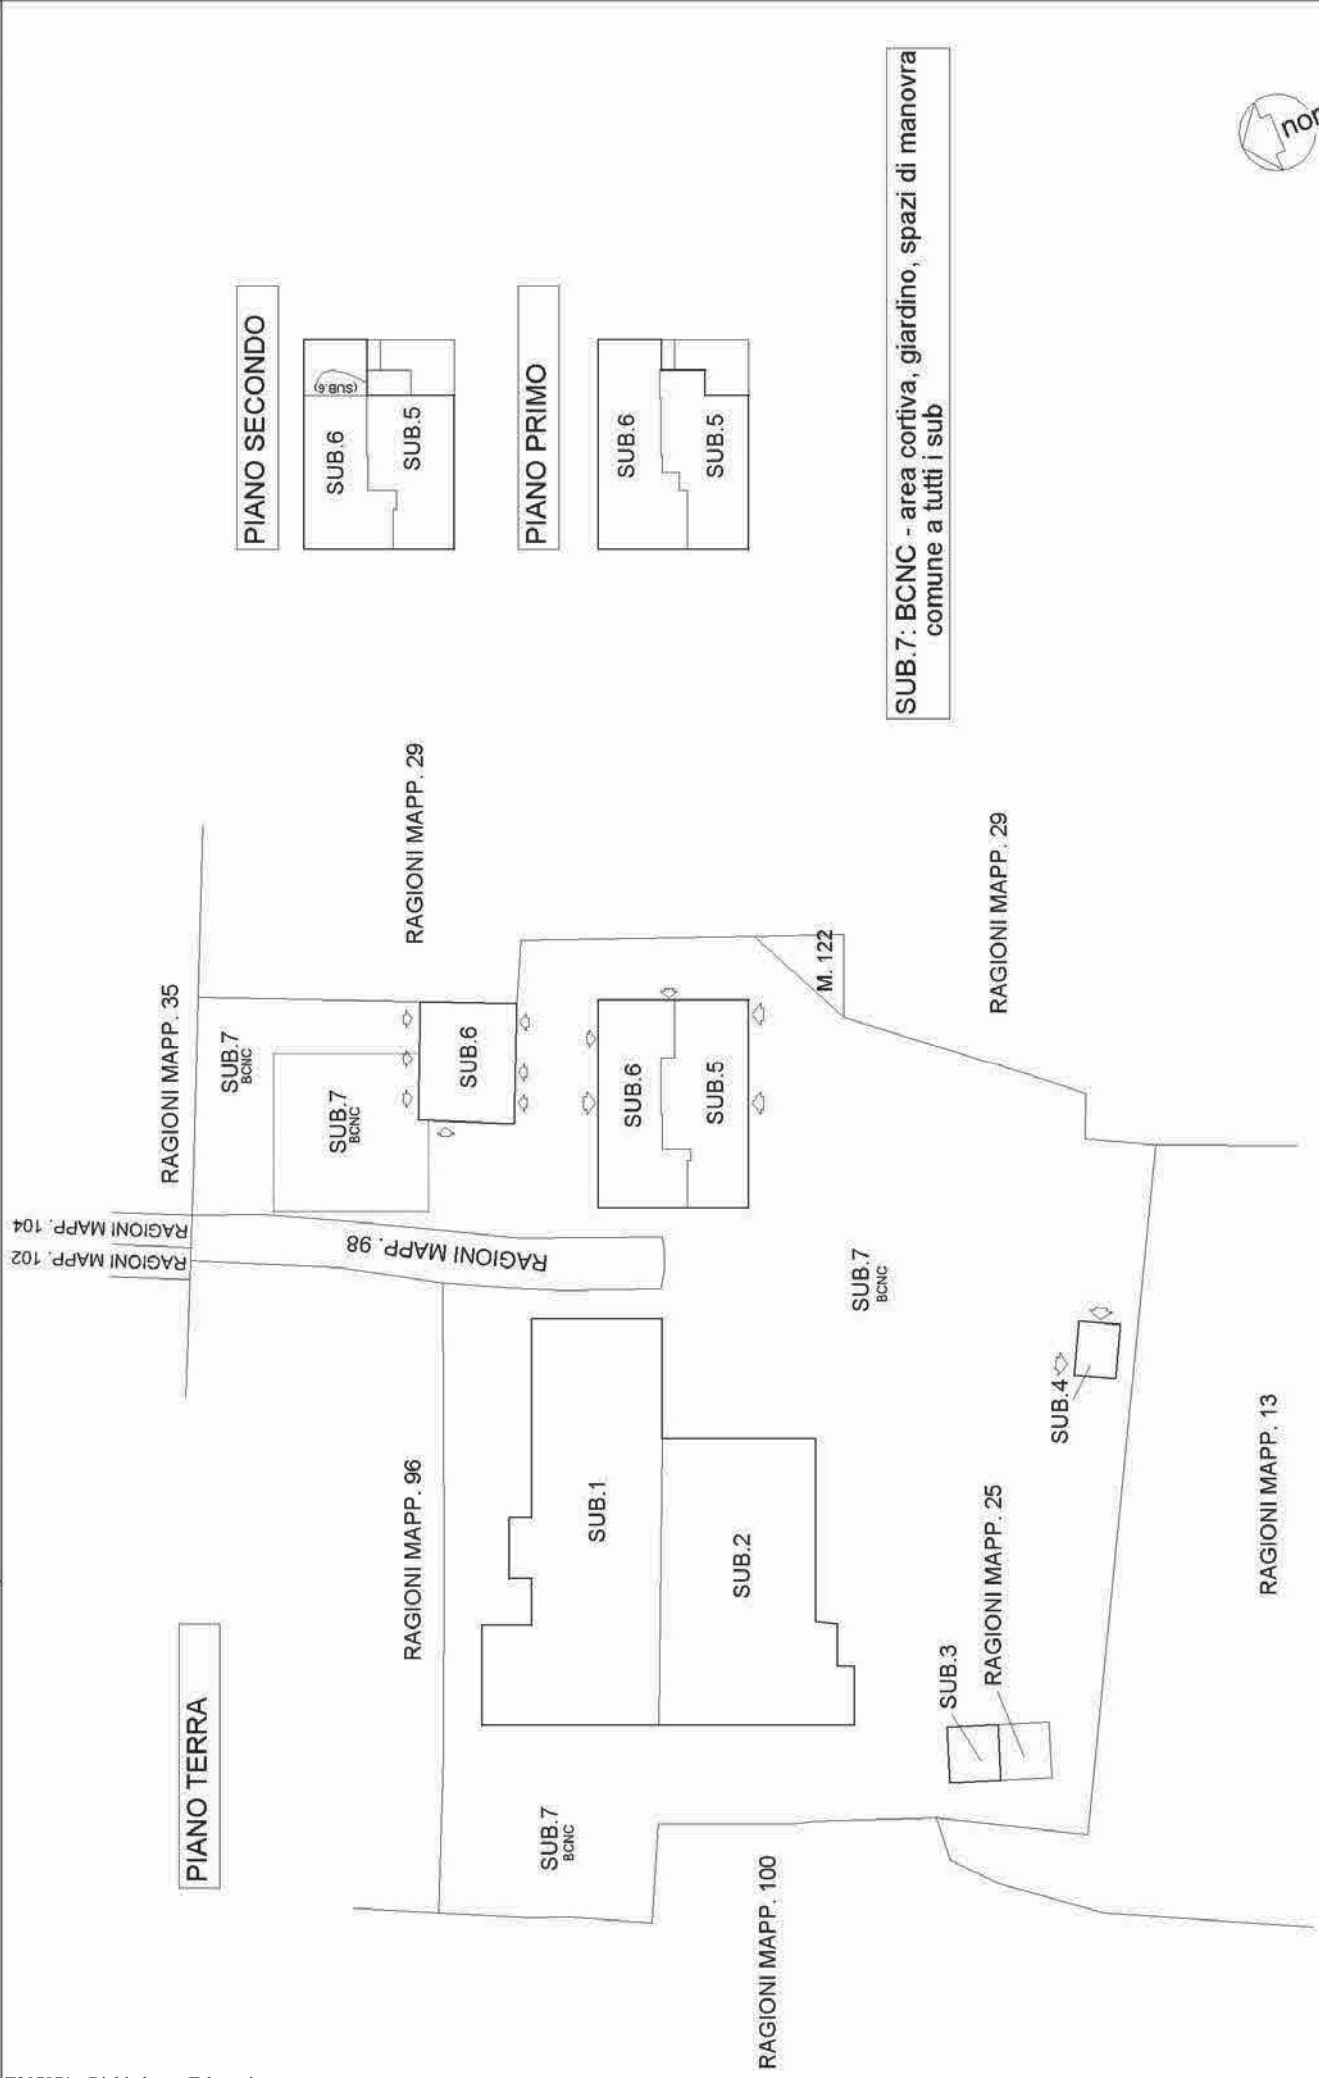 PIANO TERRA
RAGIONI MAPP. 102
RAGIONI MAPP. 104
RAGIONI MAPP. 35
SUB.7
BCNC
SUB.7
BCNC
RAGIONI MAPP. 98
RAGIONI MAPP. 29
SUB.6
RAGIONI MAPP. 96
SUB.7
BCNC
SUB.1
SUB.2
SUB.6
SUB.5
M. 122
SUB.7
BCNC
RAGIONI MAPP. 100
SUB.3
RAGIONI MAPP. 25
SUB.4
RAGIONI MAPP. 29
RAGIONI MAPP. 13
PIANO SECONDO
SUB.6
(SUB.6)
SUB.5
PIANO PRIMO
SUB.6
SUB.5
SUB.7: BCNC - area cortiva, giardino, spazi di manovra
comune a tutti i sub